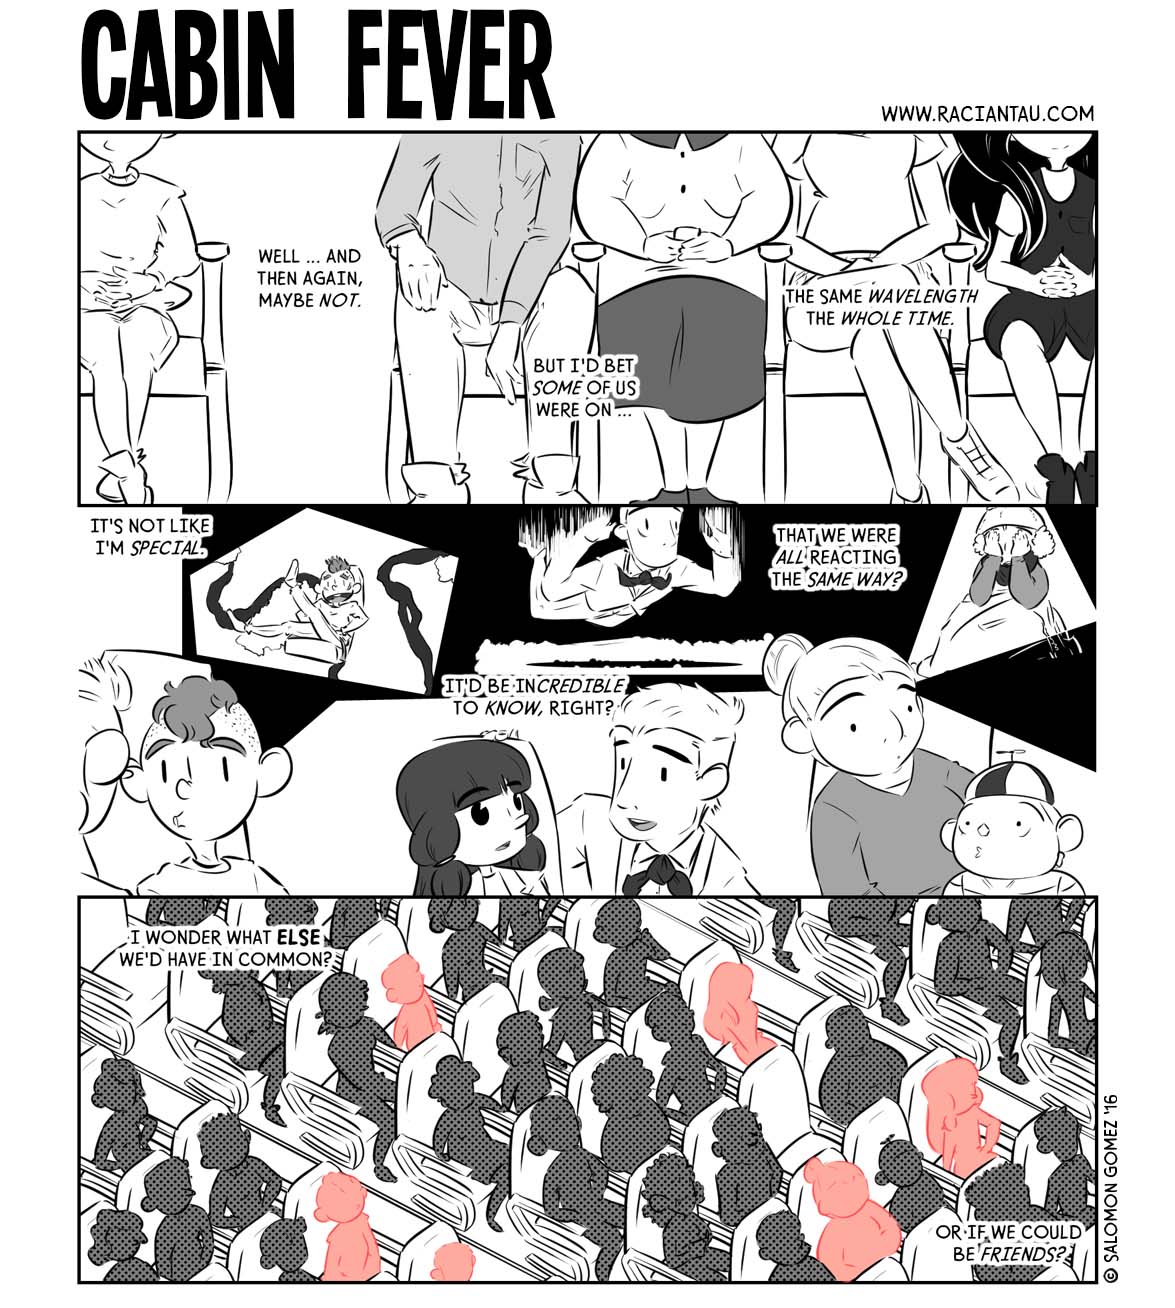 CABIN FEVER
WWW.RACIANTAU.COM
WELL ... AND
THEN AGAIN,
MAYBE NOT.
BUT I'D BET
SOME OF US
WERE ON ...
THE SAME WAVELENGTH
THE WHOLE TIME.
IT'S NOT LIKE
I'M SPECIAL.
IT'D BE INCREDIBLE
TO KNOW, RIGHT?
THAT WE WERE
ALL REACTING
THE SAME WAY?
I WONDER WHAT ELSE
WE'D HAVE IN COMMON?
OR IF WE COULD
BE FRIENDS?
© SALOMON GOMEZ '16